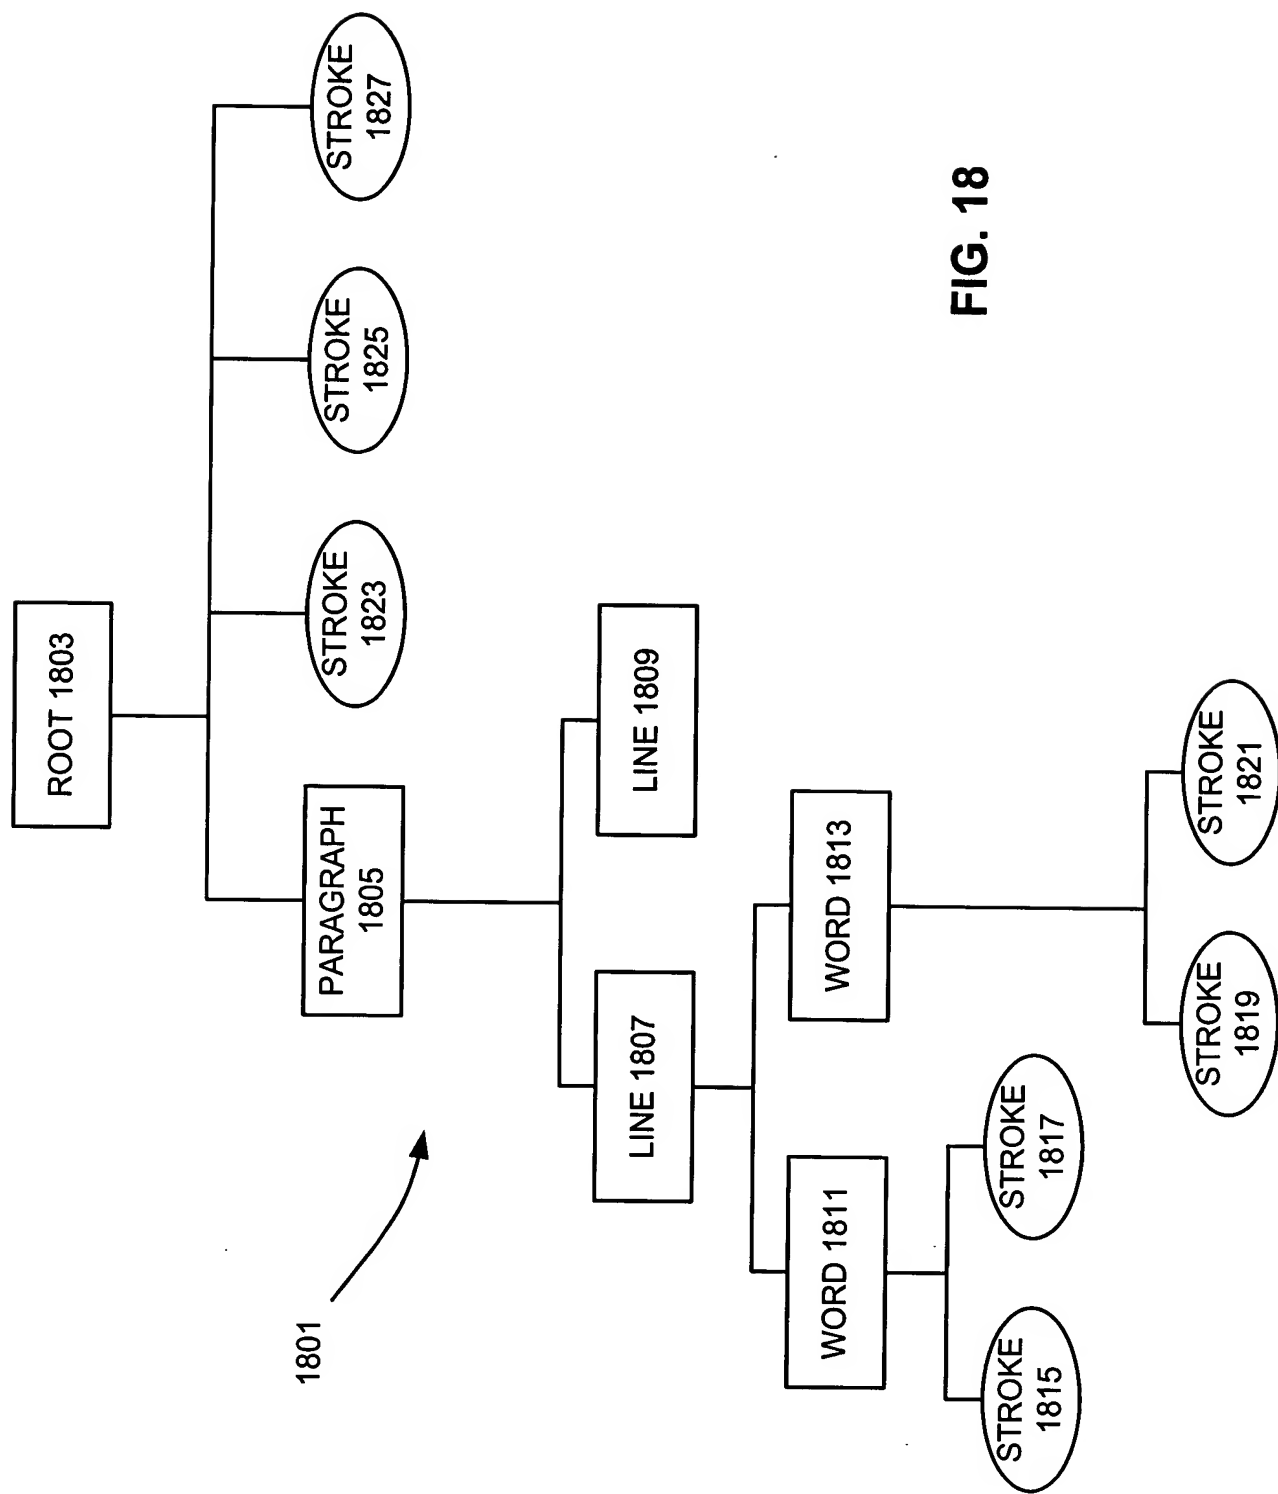 ROOT 1803
PARAGRAPH
1805
STROKE
1823
STROKE
1825
STROKE
1827
LINE 1807
LINE 1809
WORD 1811
WORD 1813
STROKE
1815
STROKE
1817
STROKE
1819
STROKE
1821
1801
FIG. 18